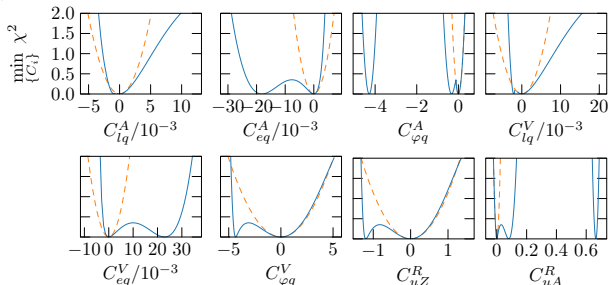 2.0
1.5
1.0
0.5
0.0
min χ²
{C_i}
−5 0 5 10
−30 −20 −10 0
−4 −2 0
0 10 20
C^A_{lq}/10^{-3} C^A_{eq}/10^{-3} C^A_{φq} C^V_{lq}/10^{-3}
−10 0 10 20 30
−5 0 5
−1 0 1
0 0.2 0.4 0.6
C^V_{eq}/10^{-3} C^V_{φq} C^R_{uZ} C^R_{uA}